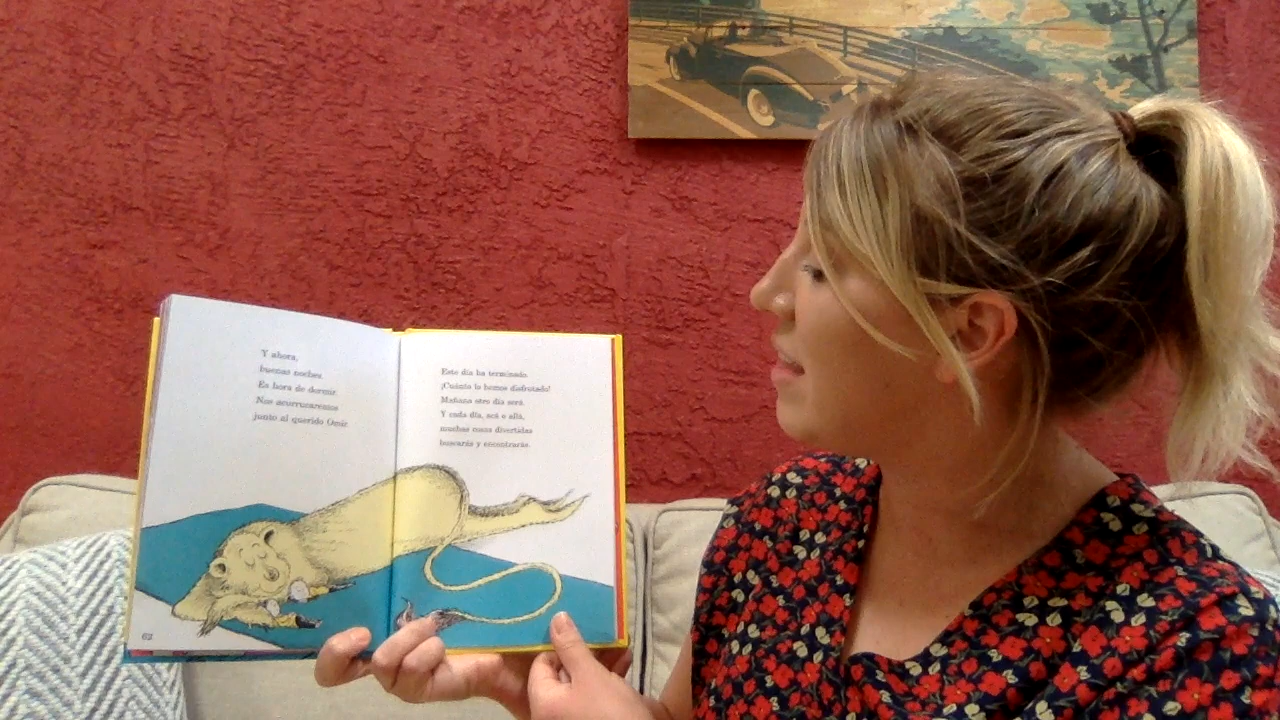 Y ahora,
buenas noches.
Es hora de dormir.
Nos acurrucaremos
junto al querido Omir.
62
Este día ha terminado.
¡Cuánto lo hemos disfrutado!
Mañana otro día será.
Y cada día, acá o allá,
muchas cosas divertidas
buscarás y encontrarás.